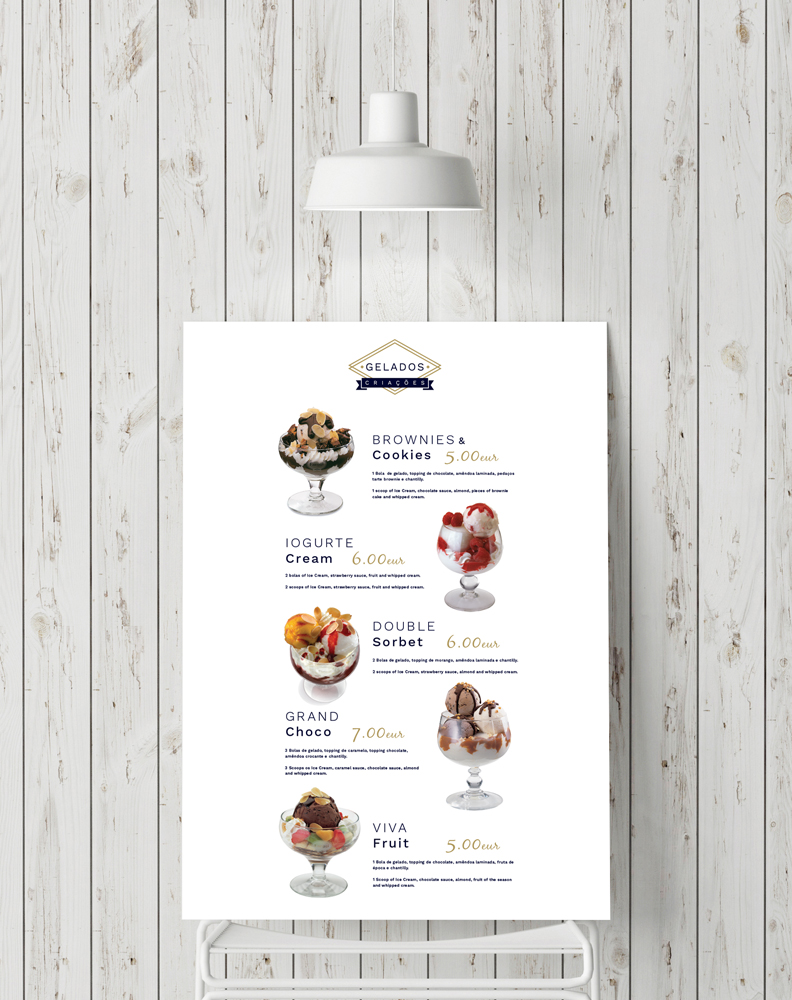 GELADOS
CRIAÇÕES
BROWNIES &
Cookies 5.00eur
1 Bola de gelado, topping de chocolate, amêndoa laminada, pedaços
tarte brownie e chantilly.
1 scoop of Ice Cream, chocolate sauce, almond, pieces of brownie
cake and whipped cream.
IOGURTE
Cream 6.00eur
2 bolas of Ice Cream, strawberry sauce, fruit and whipped cream.
2 scoops of Ice Cream, strawberry sauce, fruit and whipped cream.
DOUBLE
Sorbet 6.00eur
2 Bolas de gelado, topping de morango, amêndoa laminada e chantilly.
2 scoops of Ice Cream, strawberry sauce, almond and whipped cream.
GRAND
Choco 7.00eur
3 Bolas de gelado, topping de caramelo, topping chocolate,
amêndoa crocante e chantilly.
3 Scoops os Ice Cream, caramel sauce, chocolate sauce, almond
and whipped cream.
VIVA
Fruit 5.00eur
1 Bola de gelado, topping de chocolate, amêndoa laminada, fruta de
época e chantilly.
1 Scoop of Ice Cream, chocolate sauce, almond, fruit of the season
and whipped cream.